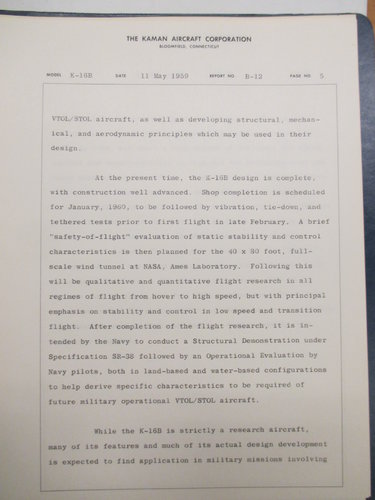 THE KAMAN AIRCRAFT CORPORATION
BLOOMFIELD, CONNECTICUT
MODEL K-16B DATE 11 May 1959 REPORT NO B-12 PAGE NO 5
VTOL/STOL aircraft, as well as developing structural, mechan-
ical, and aerodynamic principles which may be used in their
design.
At the present time, the K-16B design is complete,
with construction well advanced. Shop completion is scheduled
for January, 1960, to be followed by vibration, tie-down, and
tethered tests prior to first flight in late February. A brief
"safety-of-flight" evaluation of static stability and control
characteristics is then planned for the 40 x 80 foot, full-
scale wind tunnel at NASA, Ames Laboratory. Following this
will be qualitative and quantitative flight research in all
regimes of flight from hover to high speed, but with principal
emphasis on stability and control in low speed and transition
flight. After completion of the flight research, it is in-
tended by the Navy to conduct a Structural Demonstration under
Specification SR-38 followed by an Operational Evaluation by
Navy pilots, both in land-based and water-based configurations
to help derive specific characteristics to be required of
future military operational VTOL/STOL aircraft.
While the K-16B is strictly a research aircraft,
many of its features and much of its actual design development
is expected to find application in military missions involving